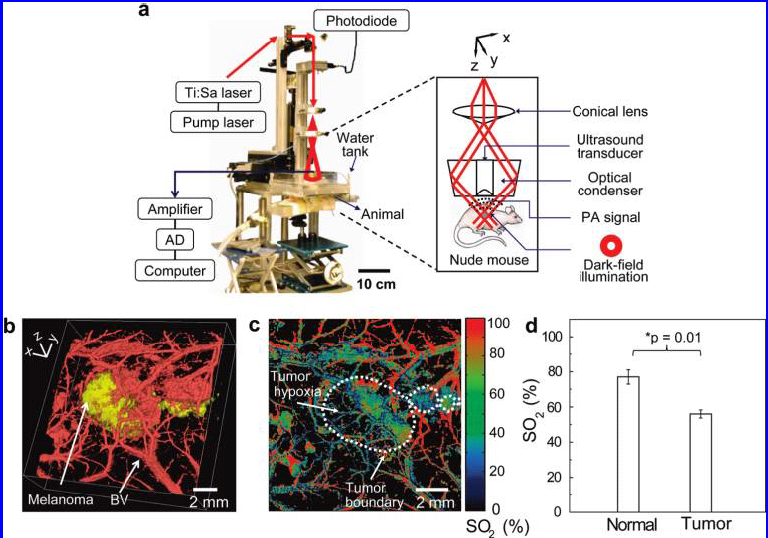 a
Photodiode
Ti:Sa laser
Pump laser
Water
tank
Amplifier
AD
Computer
Animal
10 cm
x
y
z
Conical lens
Ultrasound
transducer
Optical
condenser
PA signal
Dark-field
illumination
Nude mouse
b
x
z
y
Melanoma
BV
2 mm
c
Tumor
hypoxia
Tumor
boundary
2 mm
100
80
60
40
20
0
SO2 (%)
d
*p = 0.01
SO2 (%)
100
80
60
40
20
0
Normal
Tumor